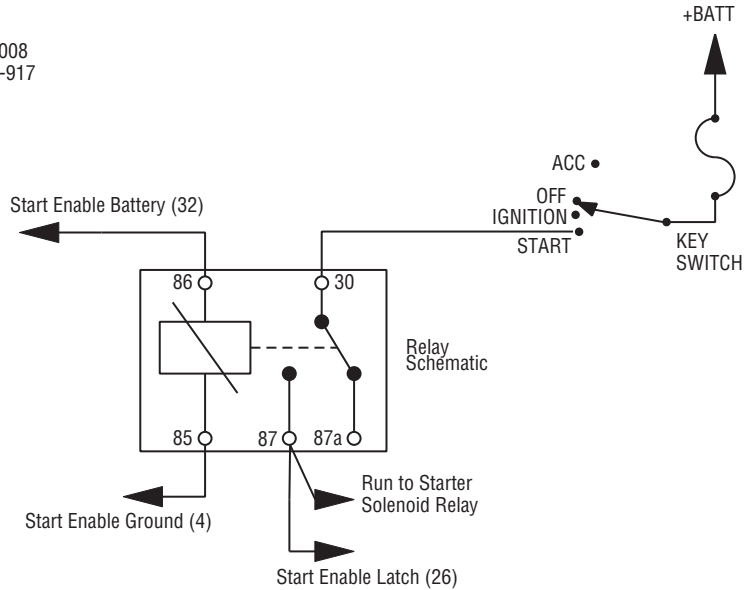 +BATT
008
-917
ACC
OFF
IGNITION
START
KEY
SWITCH
Start Enable Battery (32)
86
30
Relay
Schematic
85
87
87a
Run to Starter
Solenoid Relay
Start Enable Ground (4)
Start Enable Latch (26)